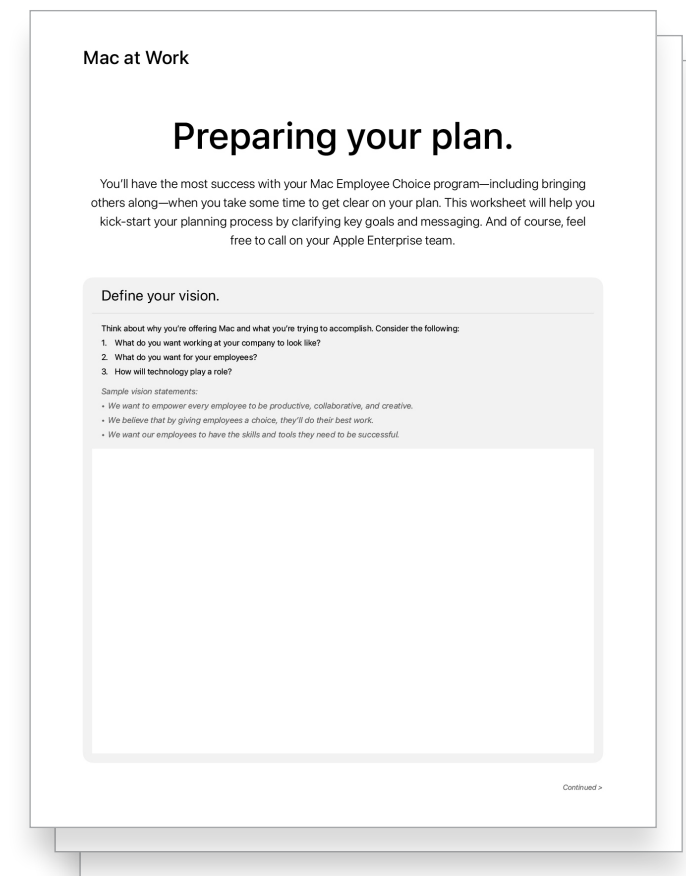 Mac at Work
Preparing your plan.
You’ll have the most success with your Mac Employee Choice program—including bringing
others along—when you take some time to get clear on your plan. This worksheet will help you
kick-start your planning process by clarifying key goals and messaging. And of course, feel
free to call on your Apple Enterprise team.
Define your vision.
Think about why you’re offering Mac and what you’re trying to accomplish. Consider the following:
1. What do you want working at your company to look like?
2. What do you want for your employees?
3. How will technology play a role?
Sample vision statements:
• We want to empower every employee to be productive, collaborative, and creative.
• We believe that by giving employees a choice, they’ll do their best work.
• We want our employees to have the skills and tools they need to be successful.
Continued >